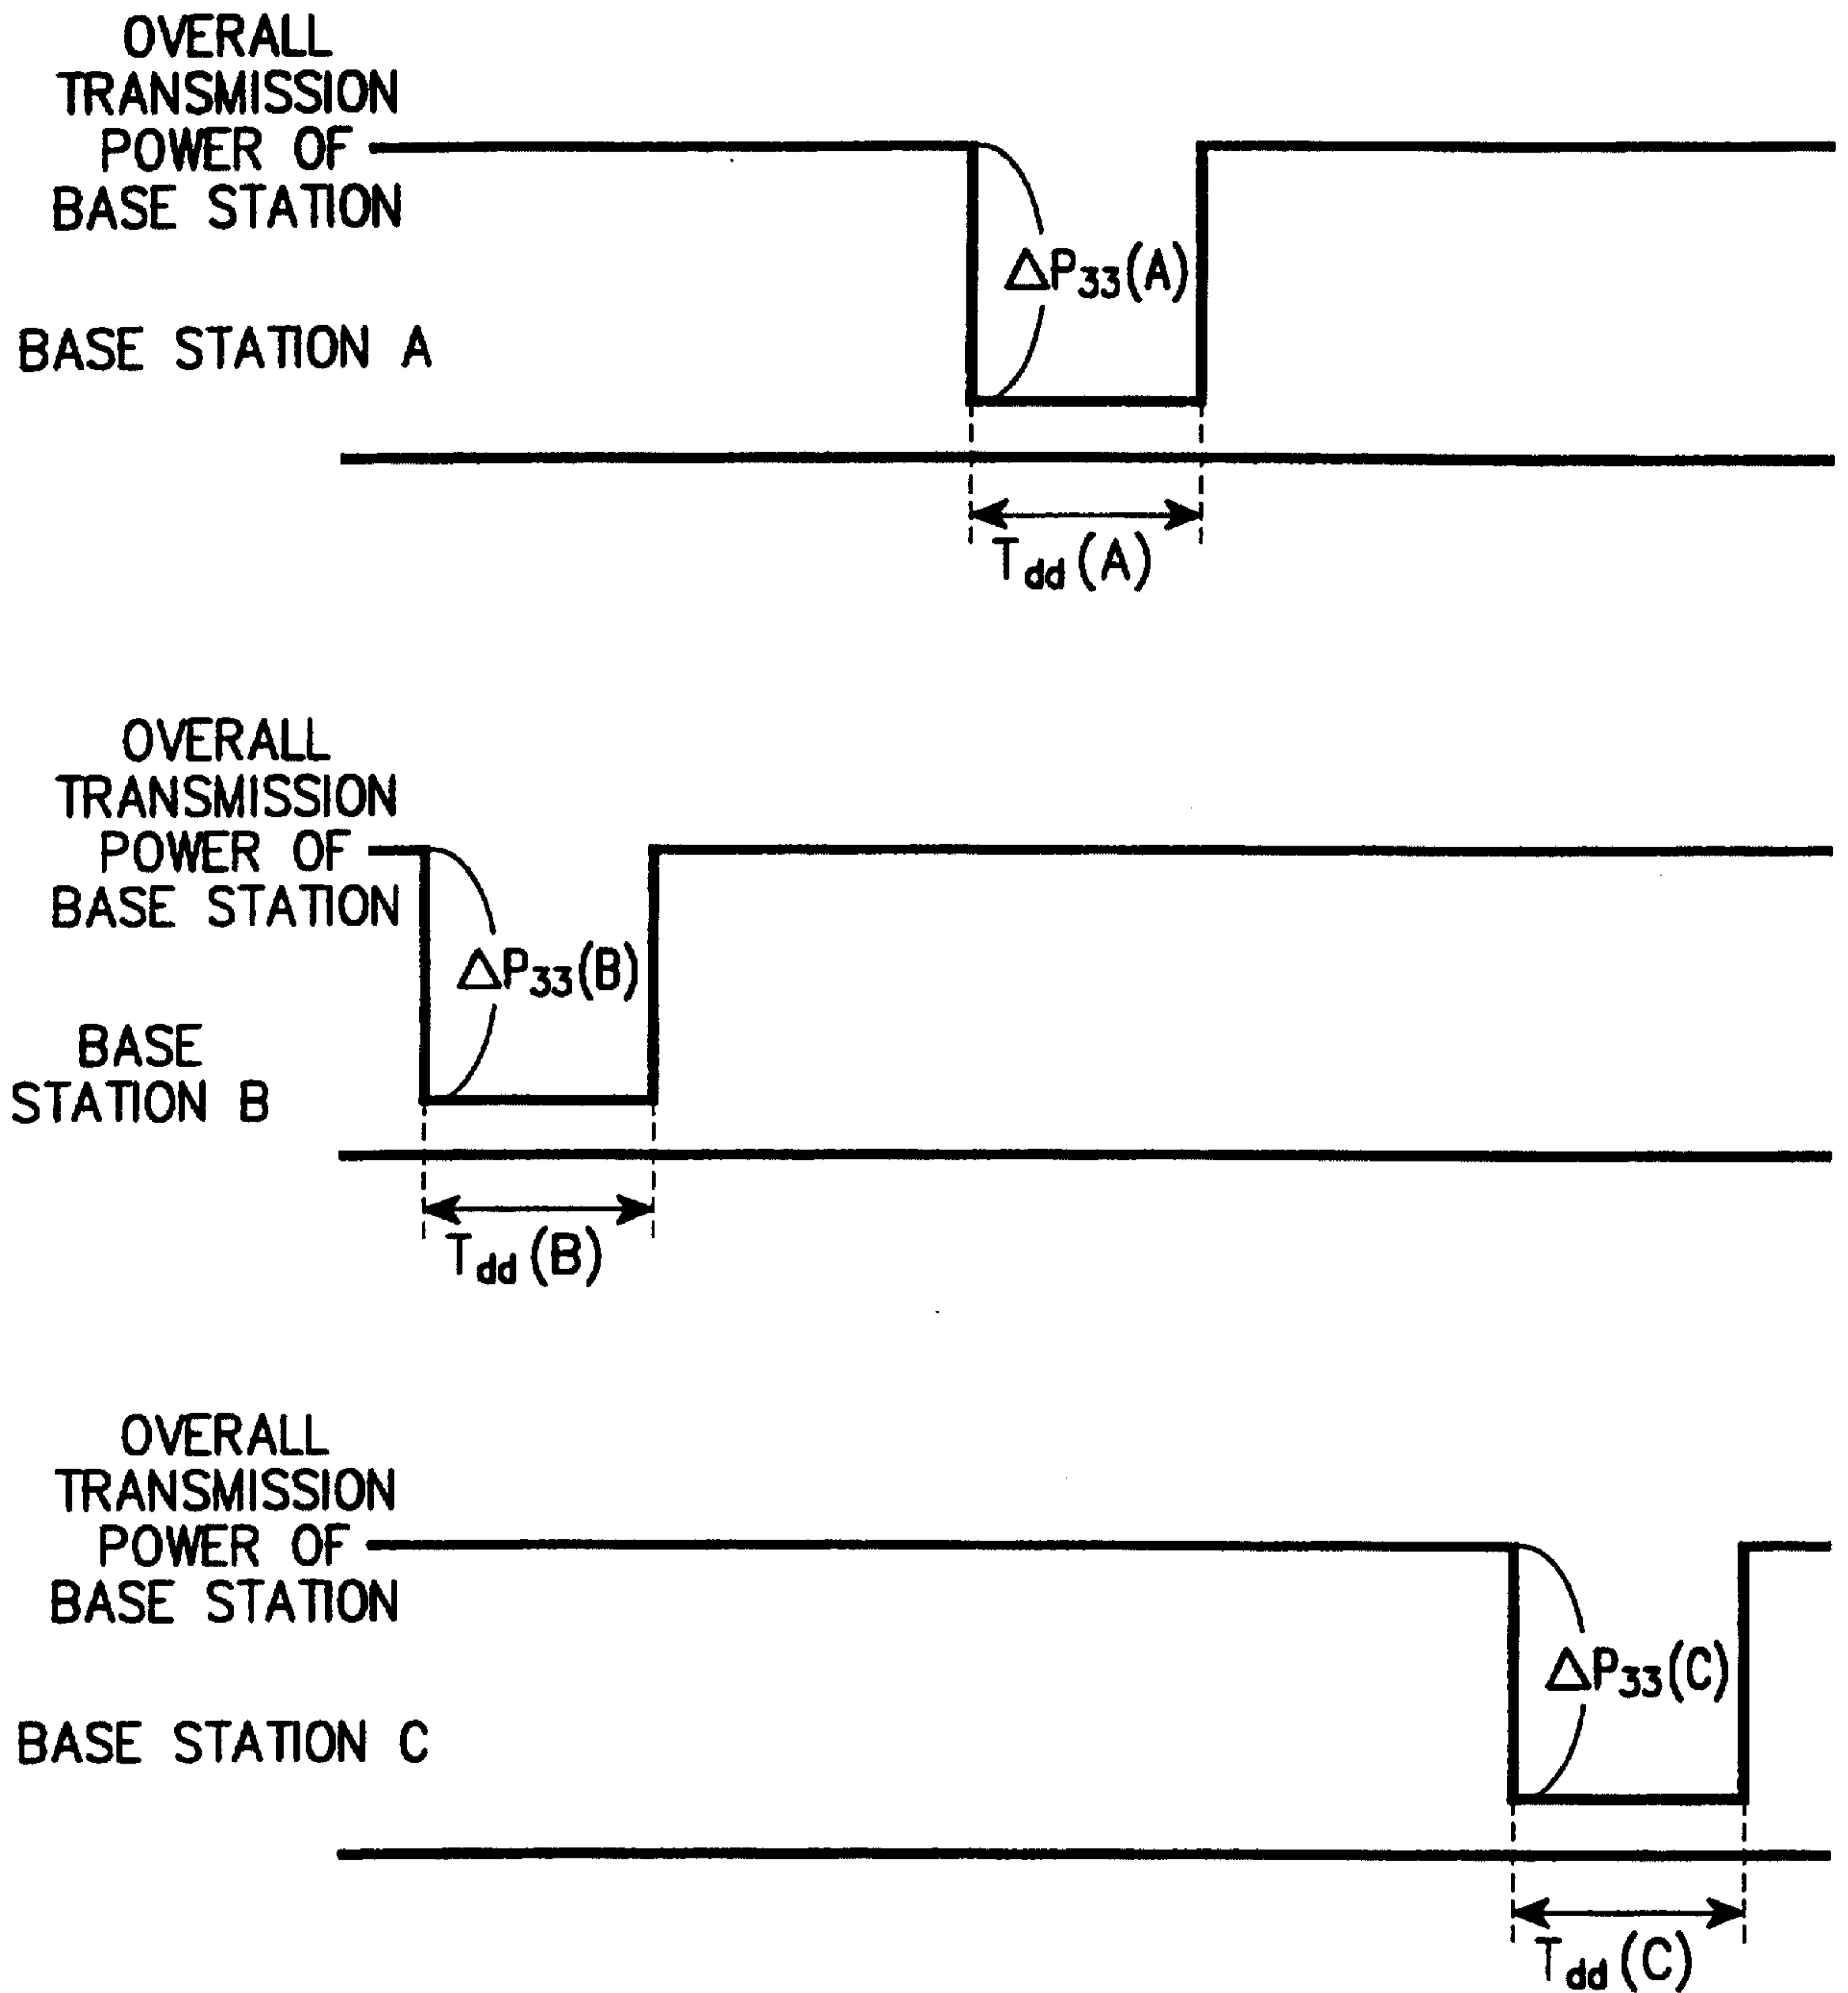 OVERALL
TRANSMISSION
POWER OF
BASE STATION
ΔP33(A)
BASE STATION A
Tdd(A)
OVERALL
TRANSMISSION
POWER OF
BASE STATION
ΔP33(B)
BASE
STATION B
Tdd(B)
OVERALL
TRANSMISSION
POWER OF
BASE STATION
ΔP33(C)
BASE STATION C
Tdd(C)